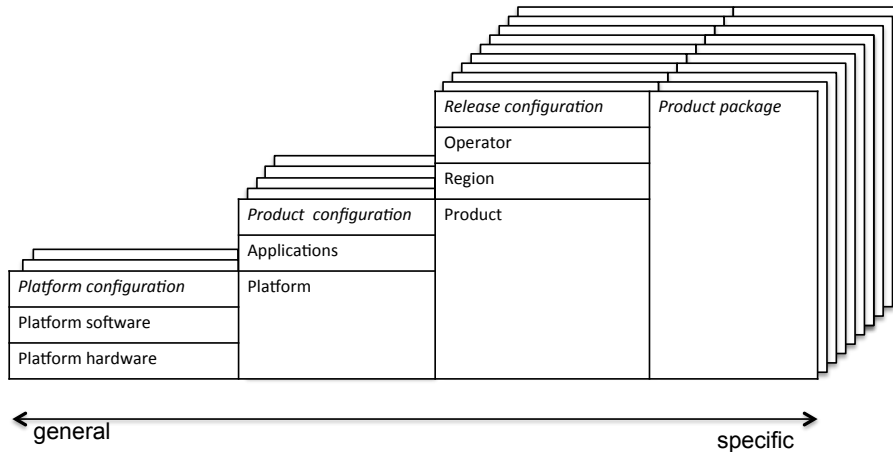 Release configuration
Product package
Operator
Region
Product
Product configuration
Applications
Platform
Platform configuration
Platform software
Platform hardware
general
specific